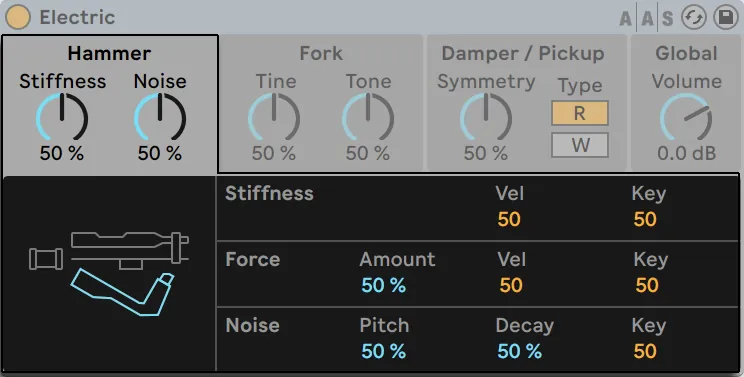 Electric
AAS
Hammer Fork Damper / Pickup Global
Stiffness Noise Tine Tone Symmetry Type Volume
R
W
50 % 50 % 50 % 50 % 50 % 0.0 dB
Stiffness Vel Key
50 50
Force Amount Vel Key
50 % 50 50
Noise Pitch Decay Key
50 % 50 % 50